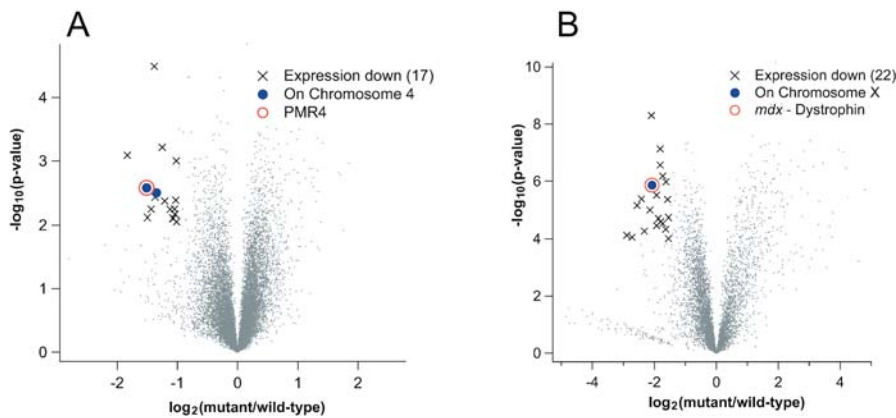 A
× Expression down (17)
On Chromosome 4
PMR4
4
3
2
1
0
-log10(p-value)
-2 -1 0 1 2
log2(mutant/wild-type)
B
× Expression down (22)
On Chromosome X
mdx - Dystrophin
10
8
6
4
2
0
-log10(p-value)
-4 -2 0 2 4
log2(mutant/wild-type)